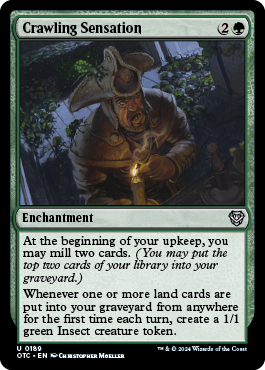 Crawling Sensation 2
Enchantment
At the beginning of your upkeep, you
may mill two cards. (You may put the
top two cards of your library into your
graveyard.)
Whenever one or more land cards are
put into your graveyard from anywhere
for the first time each turn, create a 1/1
green Insect creature token.
U 0189
OTC • EN Christopher Moeller
™ & © 2024 Wizards of the Coast